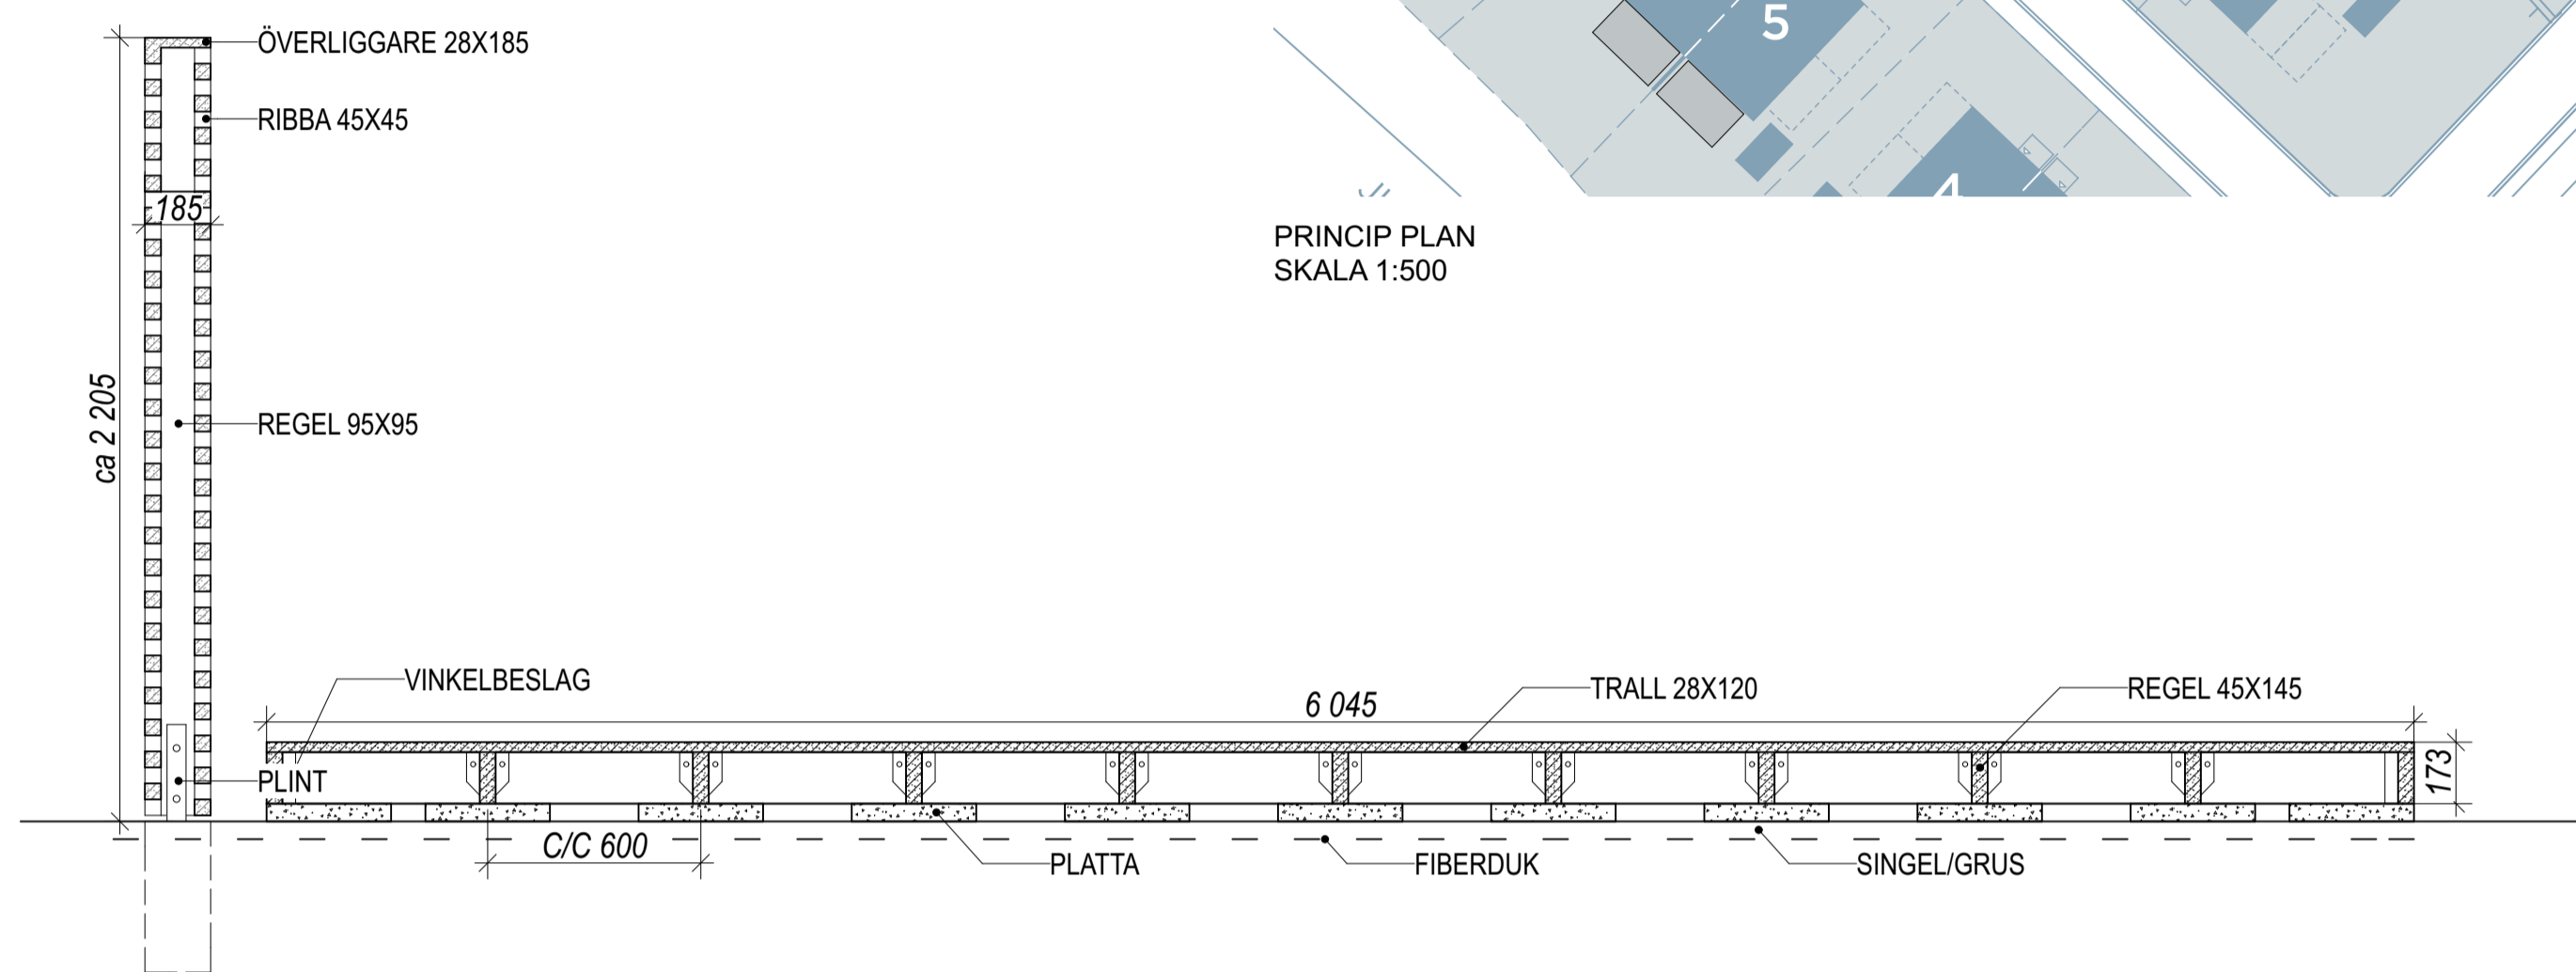 ÖVERLIGGARE 28X185
RIBBA 45X45
185
ca 2 205
REGEL 95X95
5
4
PRINCIP PLAN
SKALA 1:500
VINKELBESLAG
6 045
TRALL 28X120
REGEL 45X145
173
PLINT
C/C 600
PLATTA
FIBERDUK
SINGEL/GRUS